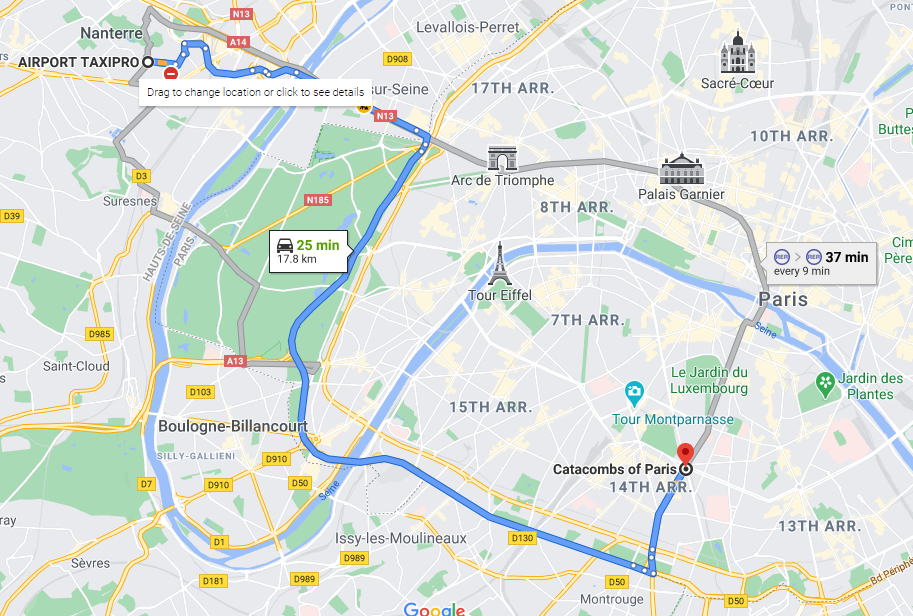 N13
Nanterre
A14
Levallois-Perret
AIRPORT TAXIPRO
D908
Sacré-Cœur
Drag to change location or click to see details
sur-Seine
17TH ARR.
N13
10TH ARR.
Butte
Arc de Triomphe
Palais Garnier
D3
Suresnes
N185
8TH ARR.
D39
HAUTS-DE-SEINE
PARIS
25 min
17.8 km
RER > RER 37 min
every 9 min
Cim
Père
Tour Eiffel
Paris
7TH ARR.
Seine
D985
A13
Saint-Cloud
Le Jardin du
Luxembourg
Jardin des
Plantes
D103
15TH ARR.
Tour Montparnasse
Boulogne-Billancourt
SILLY-GALLIENI
D910
Catacombs of Paris
14TH ARR.
D7
D910
D50
Seine
ray
13TH ARR.
D1
Issy-les-Moulineaux
D130
D989
Sèvres
D181
D989
D50
Bd Périphé
Montrouge
D50
Google